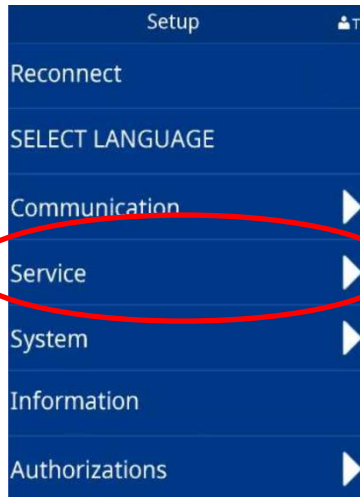 Setup
Reconnect
SELECT LANGUAGE
Communication
Service
System
Information
Authorizations